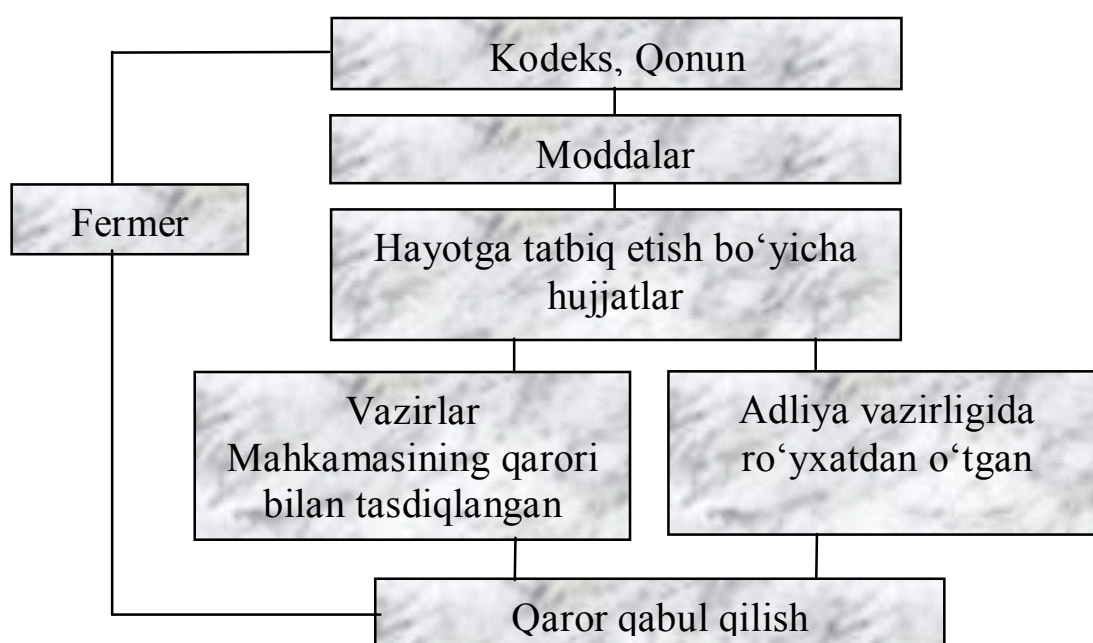 Kodeks, Qonun
Moddalar
Fermer
Hayotga tatbiq etish bo‘yicha
hujjatlar
Vazirlar
Mahkamasining qarori
bilan tasdiqlangan
Adliya vazirligida
ro‘yxatdan o‘tgan
Qaror qabul qilish